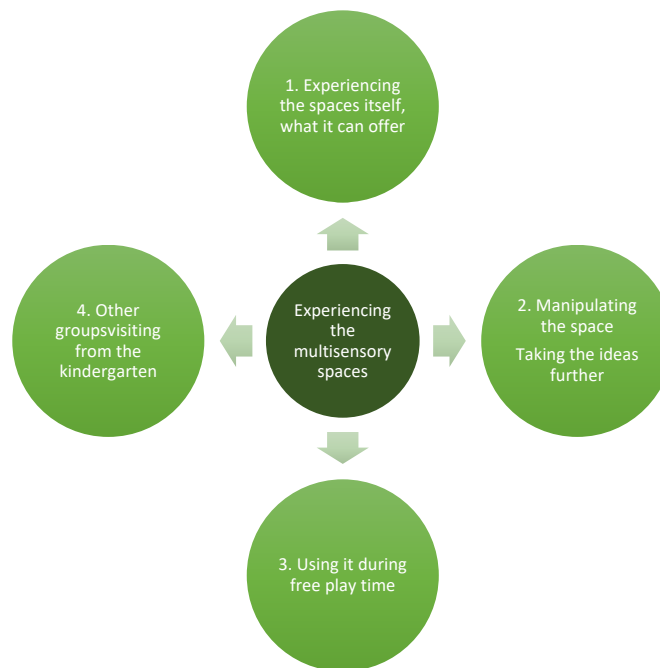 1. Experiencing
the spaces itself,
what it can offer
4. Other
groupsvisiting
from the
kindergarten
Experiencing
the
multisensory
spaces
2. Manipulating
the space
Taking the ideas
further
3. Using it during
free play time